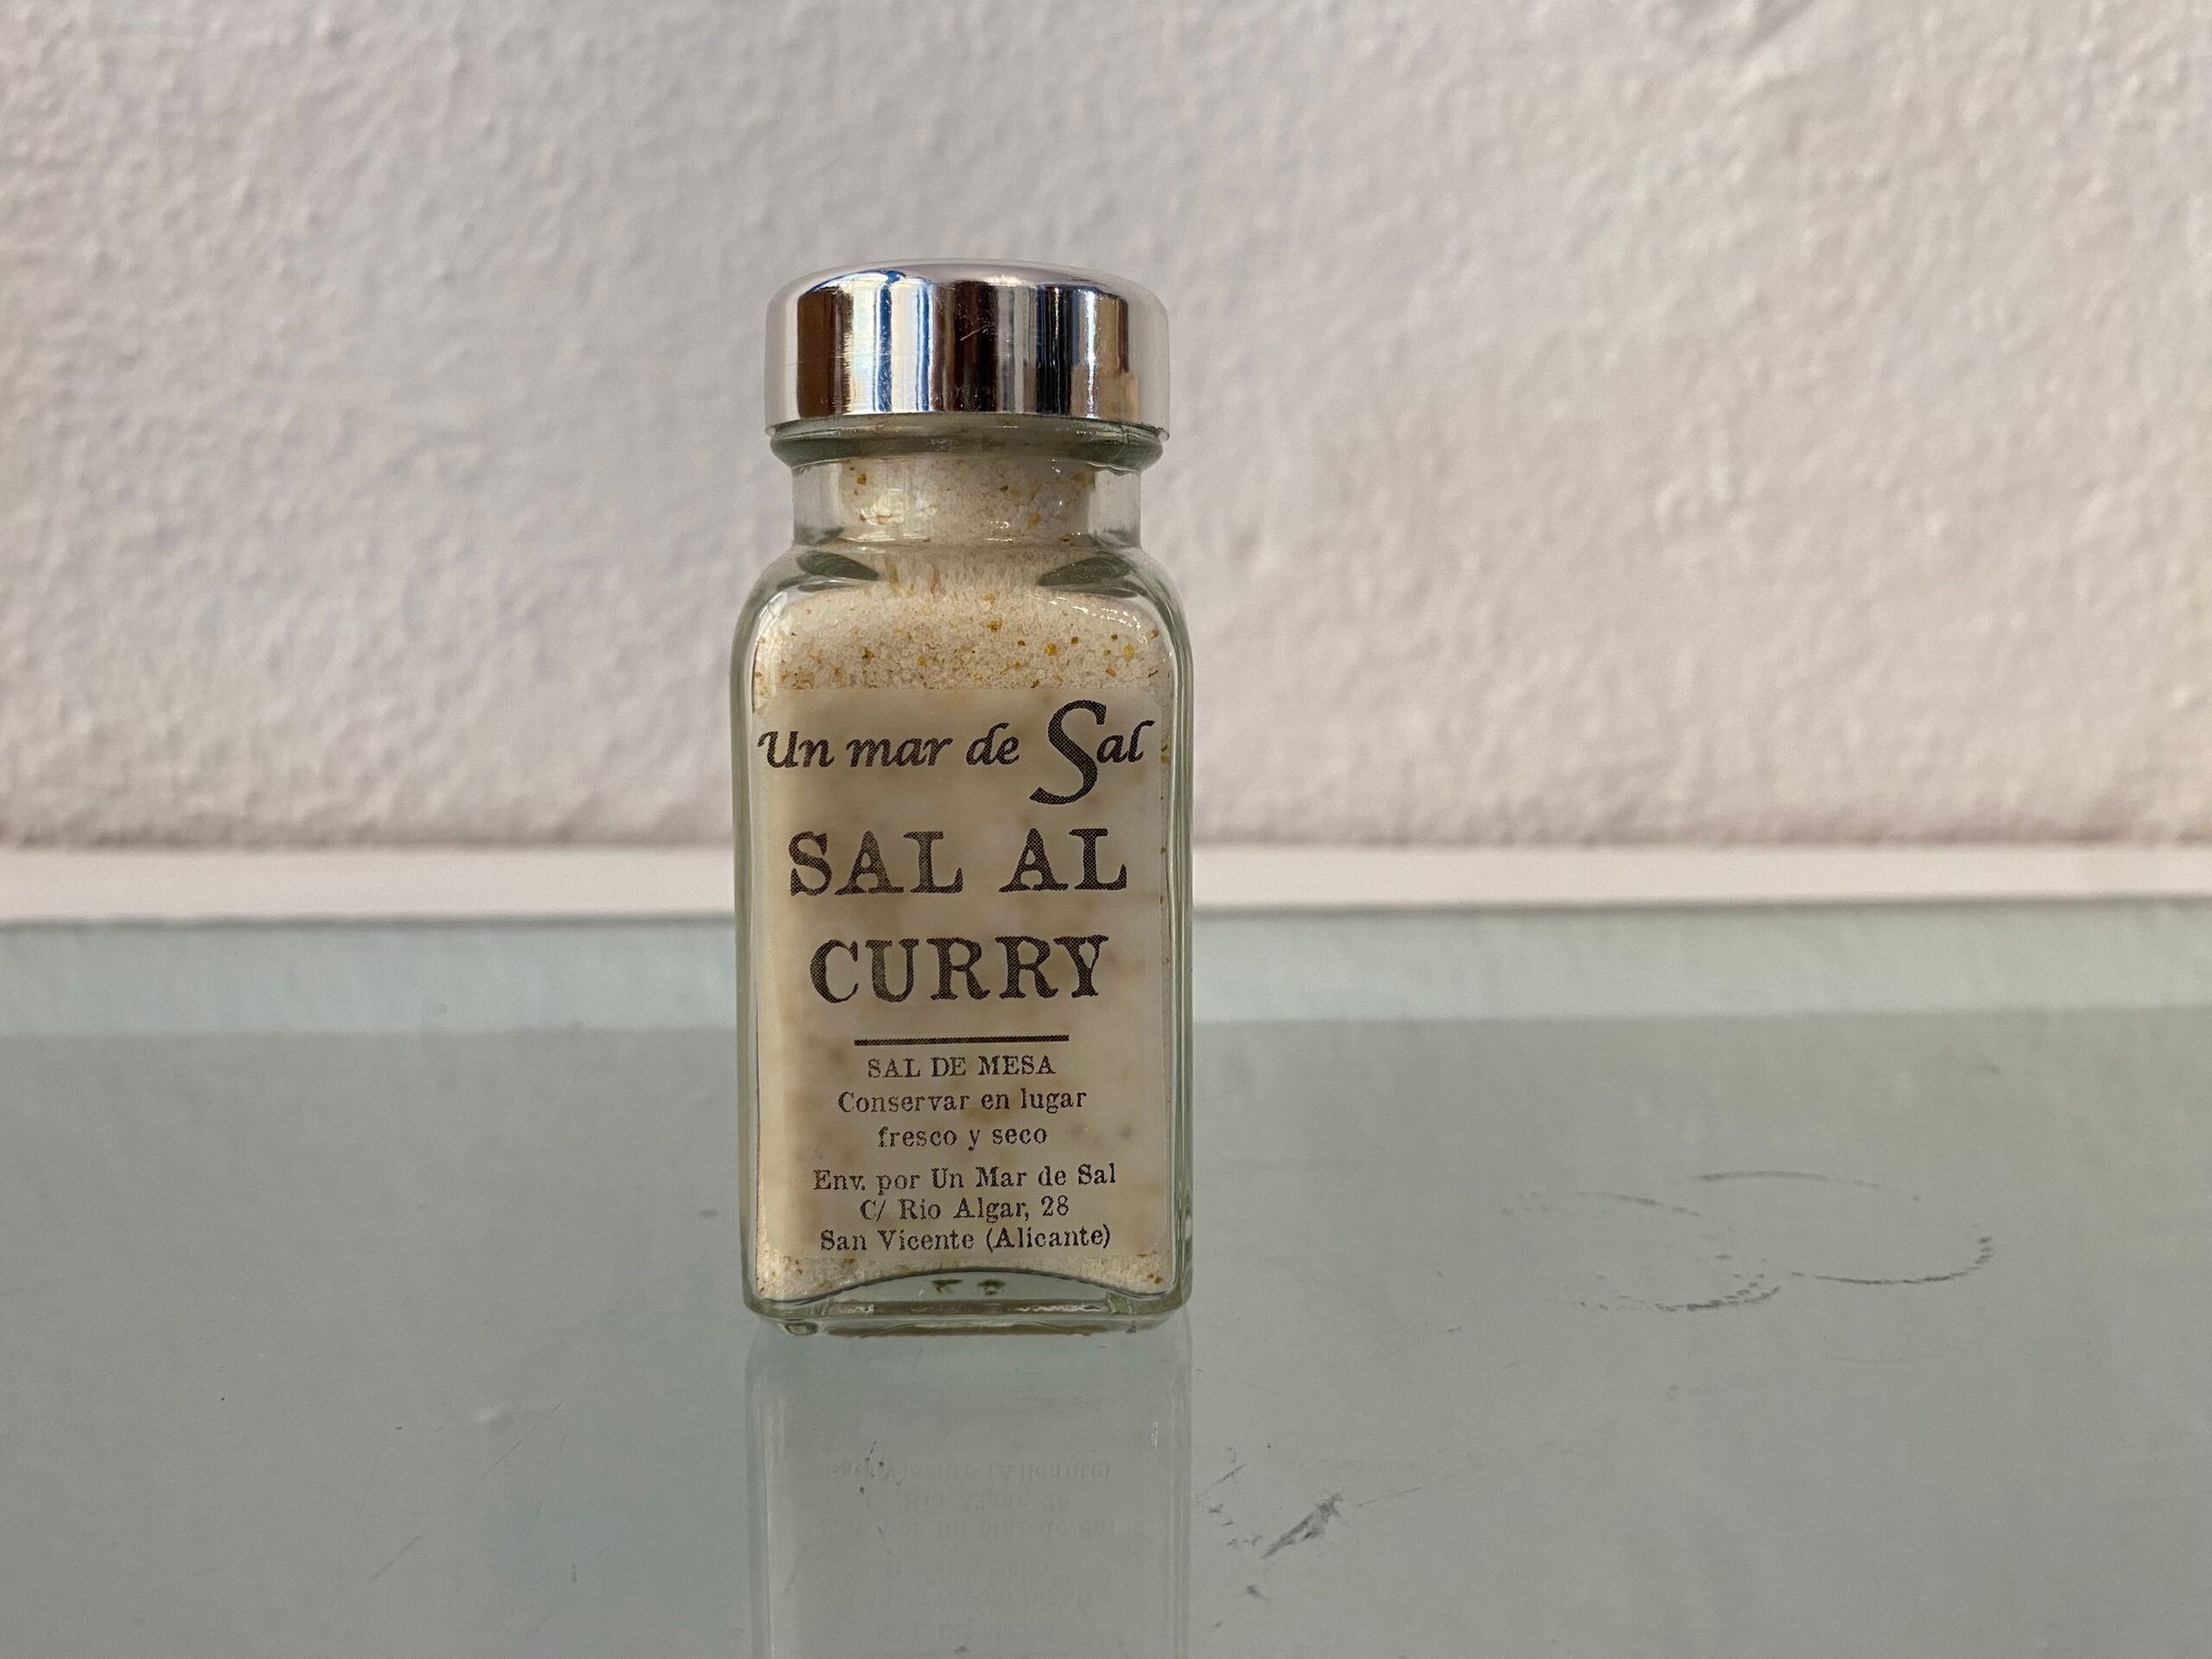 Un mar de Sal
SAL AL
CURRY
SAL DE MESA
Conservar en lugar
fresco y seco
Env. por Un Mar de Sal
C/ Rio Algar, 28
San Vicente (Alicante)